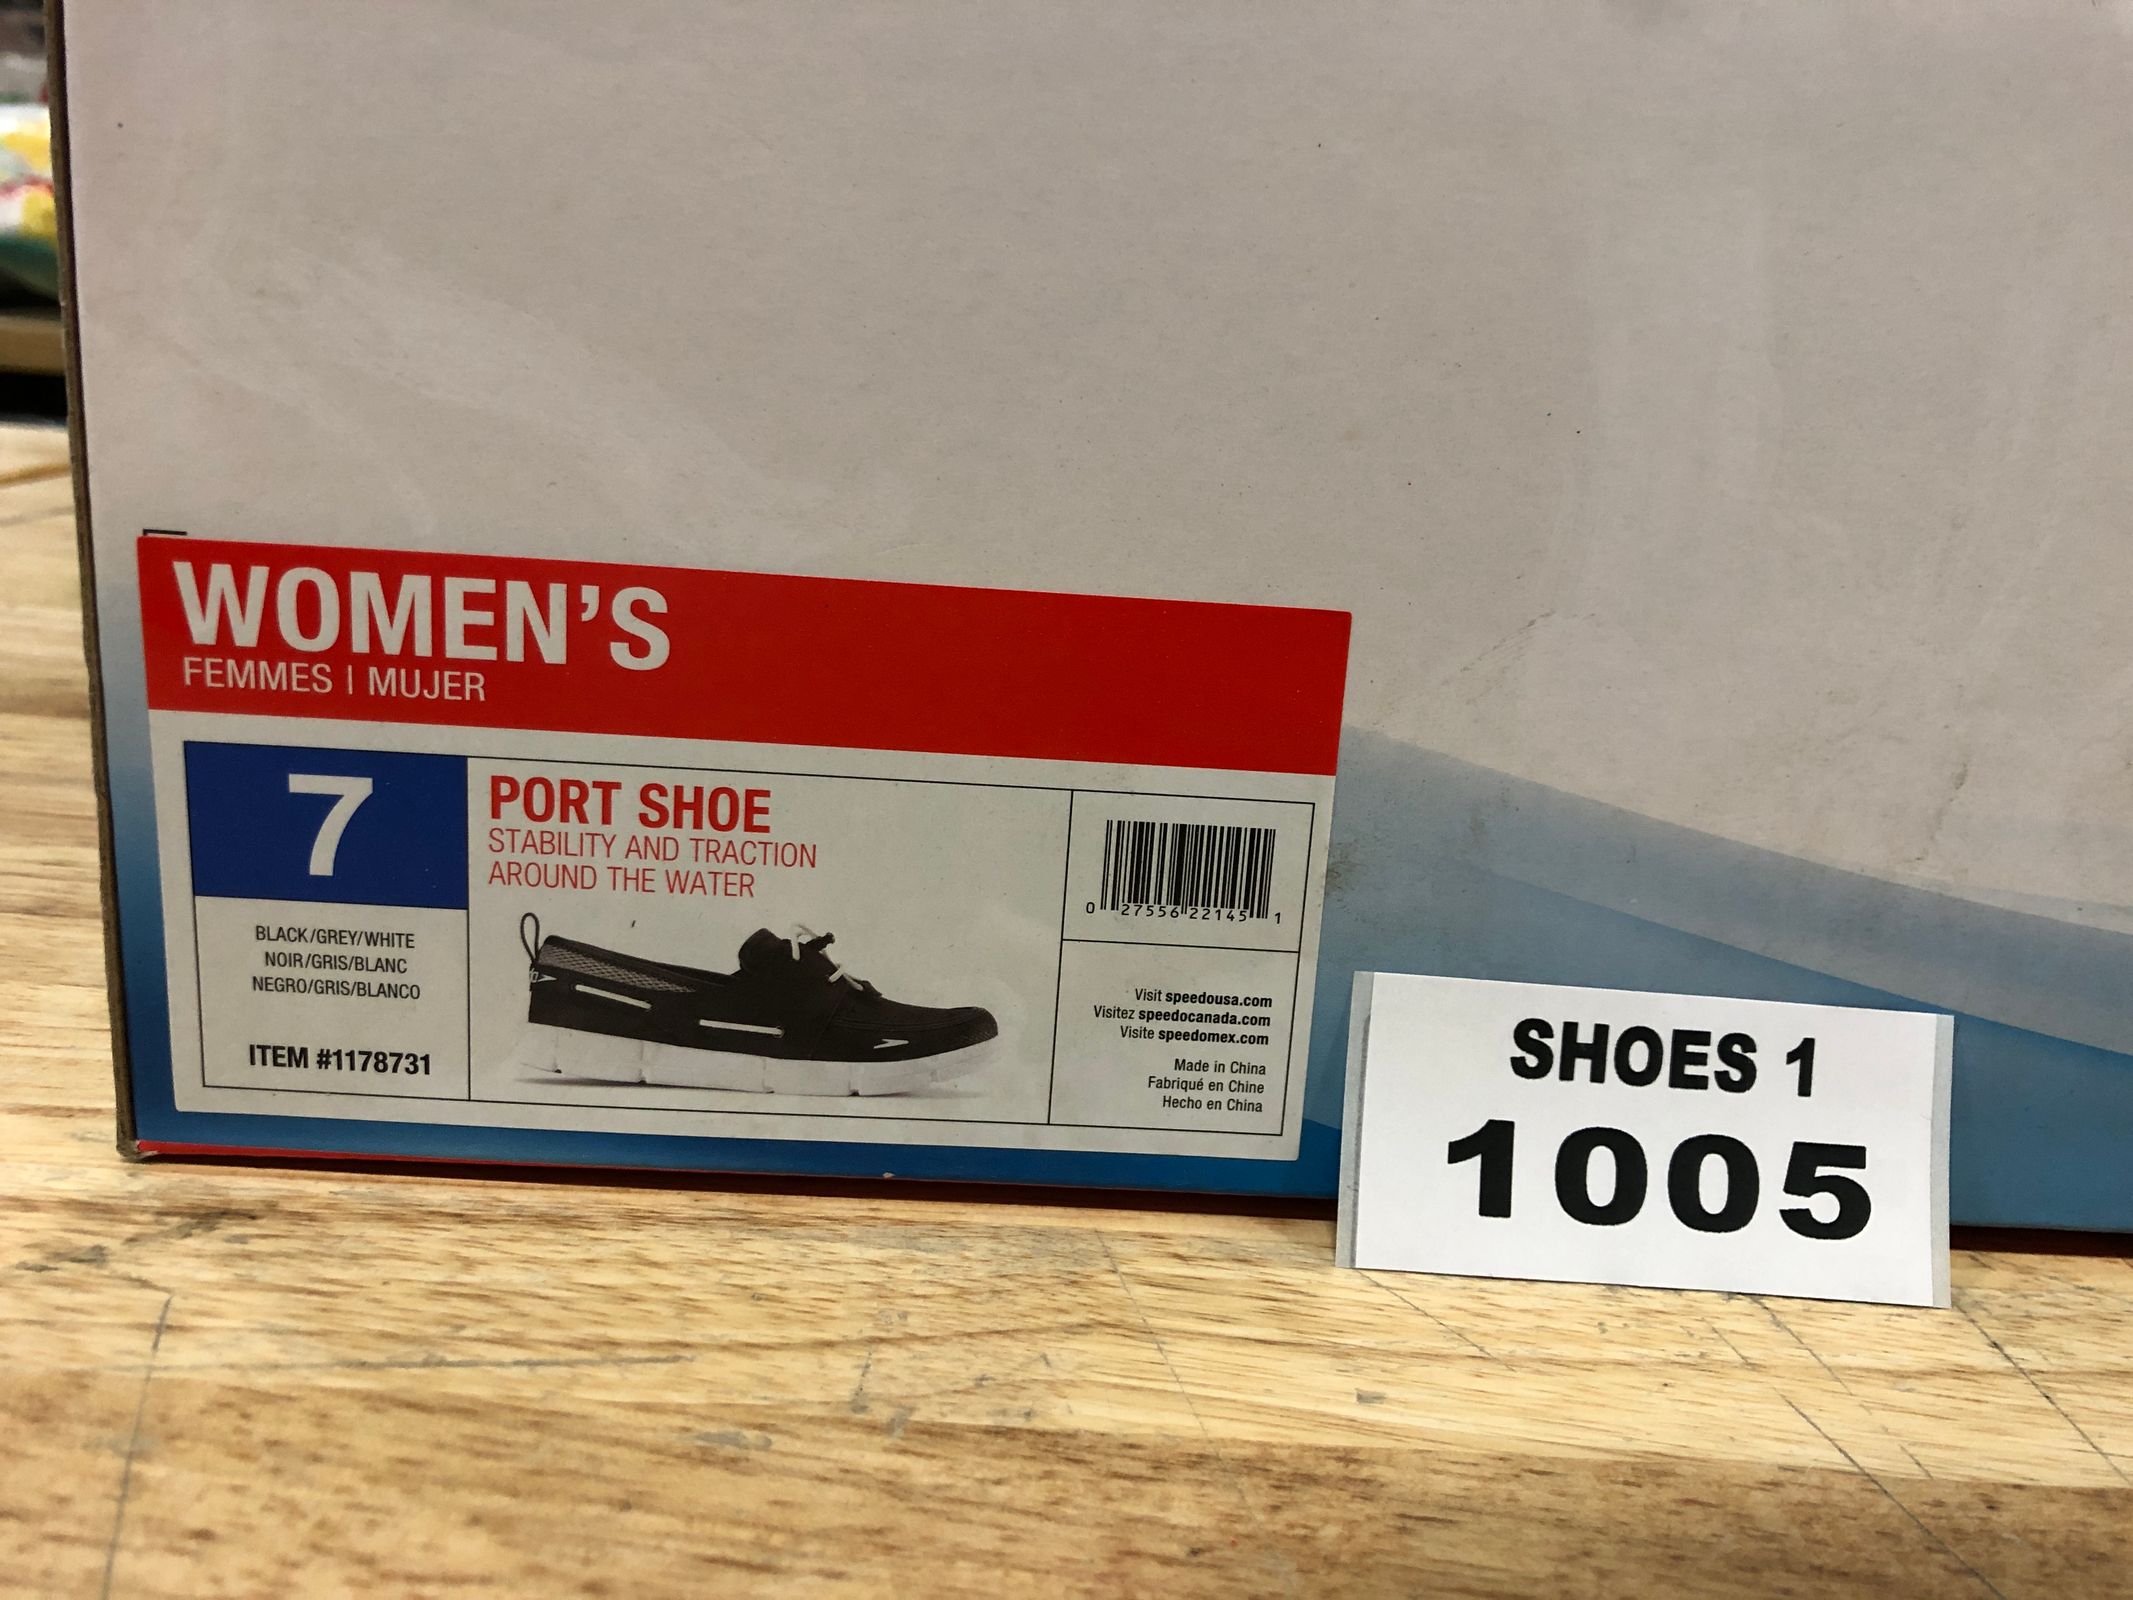 WOMEN'S
FEMMES | MUJER
7
BLACK/GREY/WHITE
NOIR/GRIS/BLANC
NEGRO/GRIS/BLANCO
ITEM #1178731
PORT SHOE
STABILITY AND TRACTION
AROUND THE WATER
0 27556 22145 1
Visit speedousa.com
Visitez speedocanada.com
Visite speedomex.com
Made in China
Fabriqué en Chine
Hecho en China
SHOES 1
1005